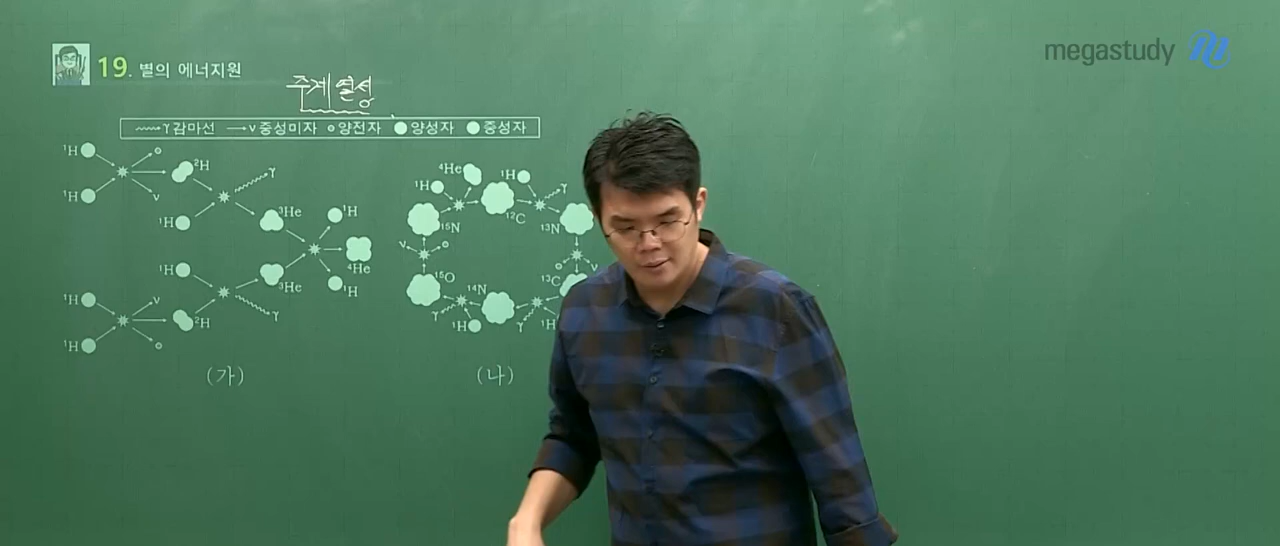 megastudy
19. 별의 에너지원
주계열성
γ 감마선 ν 중성미자 양전자 양성자 중성자
¹H ²H γ
¹H ν
¹H ³He ¹H
⁴He
¹H ³He ¹H
¹H ν
¹H ²H γ
(가)
⁴He ¹H γ
¹H ¹²C
¹⁵N ¹³N
ν
¹⁵O ¹⁴N ¹³C ν
γ ¹H γ ¹H
(나)